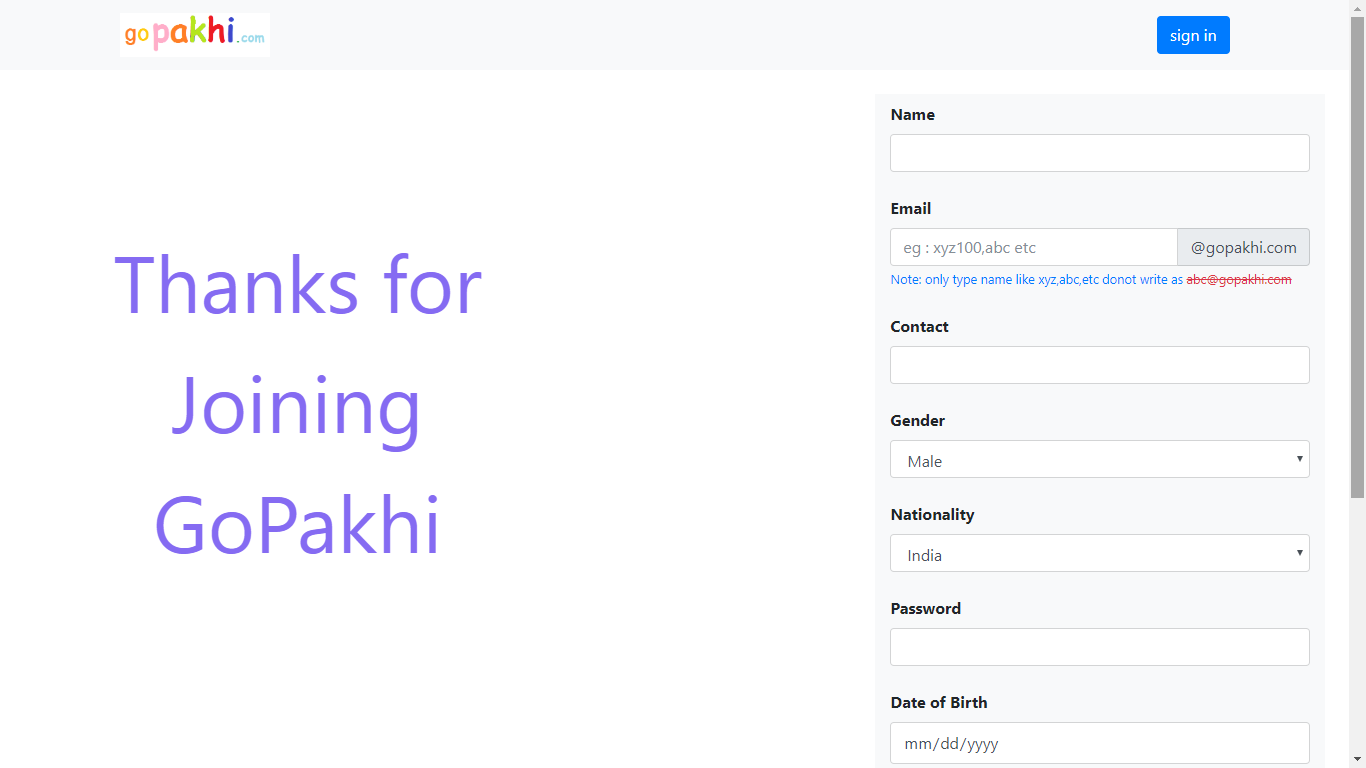 gopakhi.com
sign in
Thanks for
Joining
GoPakhi
Name
Email
eg : xyz100,abc etc @gopakhi.com
Note: only type name like xyz,abc,etc donot write as abc@gopakhi.com
Contact
Gender
Male
Nationality
India
Password
Date of Birth
mm/dd/yyyy